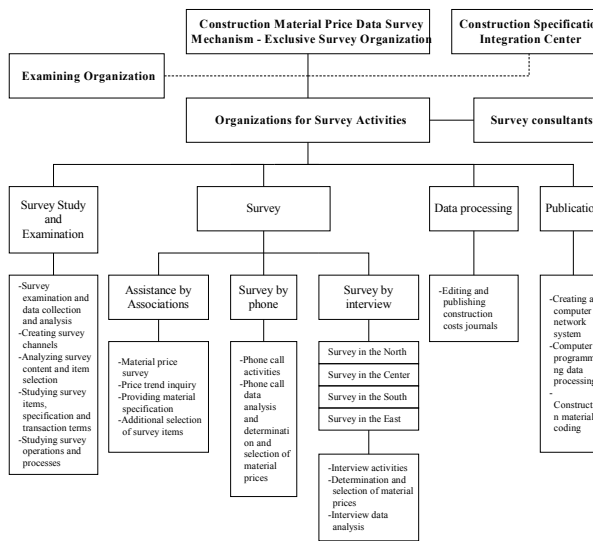 Construction Material Price Data Survey
Mechanism - Exclusive Survey Organization
Construction Specification
Integration Center
Examining Organization
Organizations for Survey Activities
Survey consultants
Survey Study
and
Examination
Survey
Data processing
Publication
-Survey
examination and
data collection
and analysis
-Creating survey
channels
-Analyzing survey
content and item
selection
-Studying survey
items,
specification and
transaction terms
-Studying survey
operations and
processes
Assistance by
Associations
Survey by
phone
Survey by
interview
-Editing and
publishing
construction
costs journals
-Creating a
computer
network
system
-Computer
programm
ing data
processing
-
Constructio
n material
coding
-Material price
survey
-Price trend inquiry
-Providing material
specification
-Additional selection
of survey items
-Phone call
activities
-Phone call
data
analysis
and
determinati
on and
selection of
material
prices
Survey in the North
Survey in the Center
Survey in the South
Survey in the East
-Interview activities
-Determination and
selection of material
prices
-Interview data
analysis